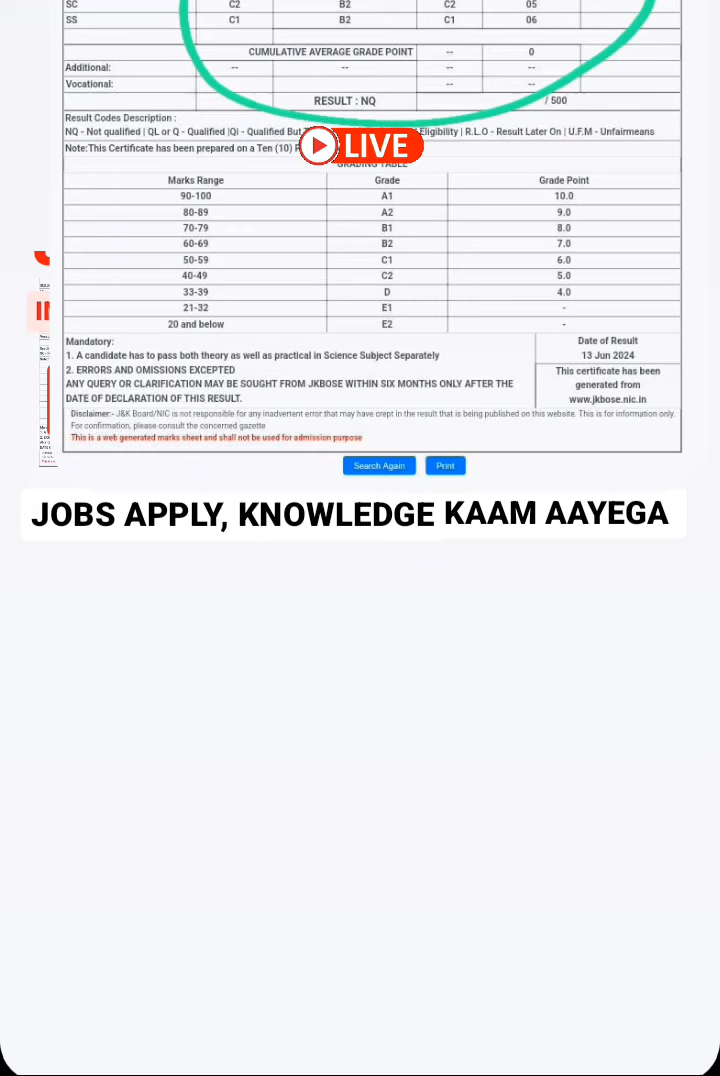 SC C2 B2 C2 05
SS C1 B2 C1 06
CUMULATIVE AVERAGE GRADE POINT -- 0
Additional: -- -- -- --
Vocational: -- --
RESULT : NQ / 500
Result Codes Description :
NQ - Not qualified | QL or Q - Qualified |Qi - Qualified But Eligibility | R.L.O - Result Later On | U.F.M - Unfairmeans
Note:This Certificate has been prepared on a Ten (10)
LIVE
GRADING TABLE
Marks Range Grade Grade Point
90-100 A1 10.0
80-89 A2 9.0
70-79 B1 8.0
60-69 B2 7.0
50-59 C1 6.0
40-49 C2 5.0
33-39 D 4.0
21-32 E1 -
20 and below E2 -
Mandatory:
1. A candidate has to pass both theory as well as practical in Science Subject Separately
2. ERRORS AND OMISSIONS EXCEPTED
ANY QUERY OR CLARIFICATION MAY BE SOUGHT FROM JKBOSE WITHIN SIX MONTHS ONLY AFTER THE
DATE OF DECLARATION OF THIS RESULT.
Date of Result
13 Jun 2024
This certificate has been
generated from
www.jkbose.nic.in
Disclaimer:- J&K Board/NIC is not responsible for any inadvertent error that may have crept in the result that is being published on this website. This is for information only.
For confirmation, please consult the concerned gazette
This is a web generated marks sheet and shall not be used for admission purpose
Search Again Print
JOBS APPLY, KNOWLEDGE KAAM AAYEGA